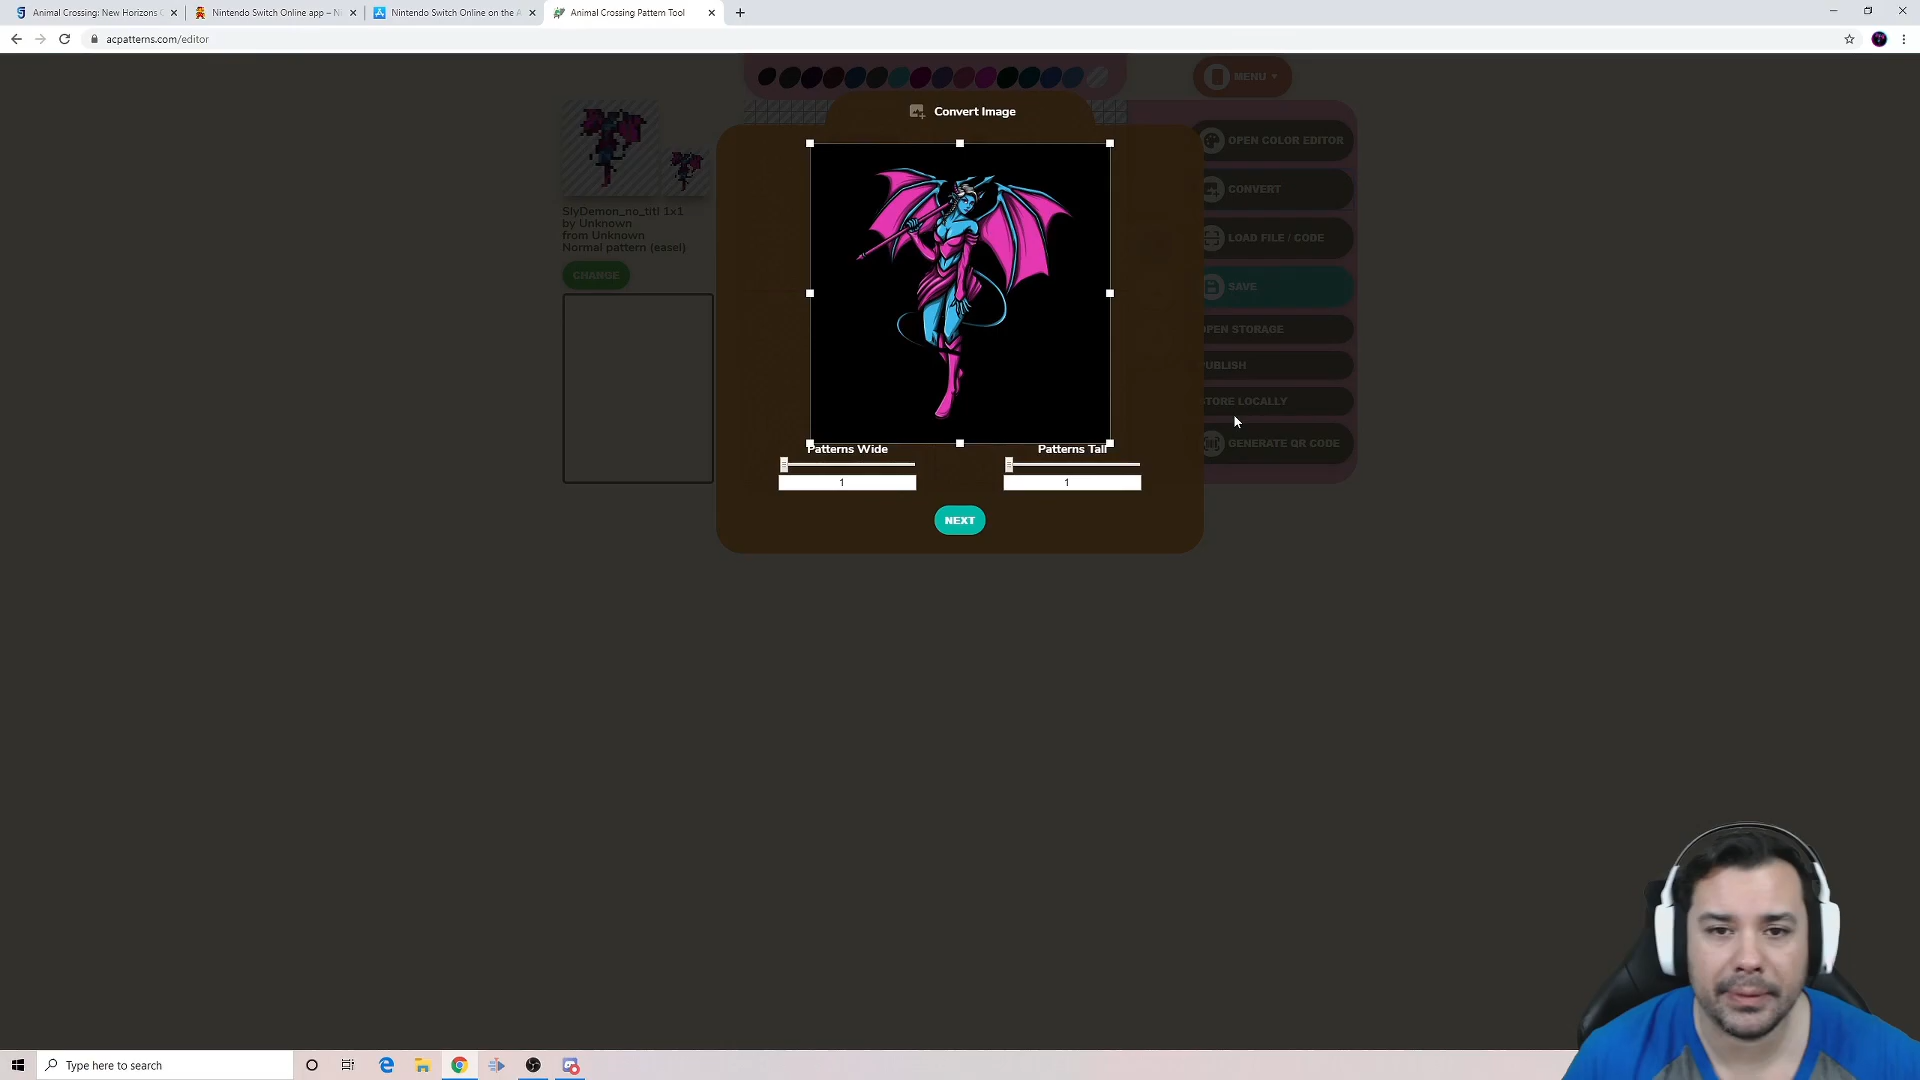 Animal Crossing: New Horizons
Nintendo Switch Online app – N
Nintendo Switch Online on the A
Animal Crossing Pattern Tool
acpatterns.com/editor
MENU
Convert Image
OPEN COLOR EDITOR
CONVERT
LOAD FILE / CODE
SAVE
OPEN STORAGE
PUBLISH
STORE LOCALLY
GENERATE QR CODE
SlyDemon_no_titl 1x1
by Unknown
from Unknown
Normal pattern (easel)
CHANGE
Patterns Wide
Patterns Tall
1
1
NEXT
Type here to search